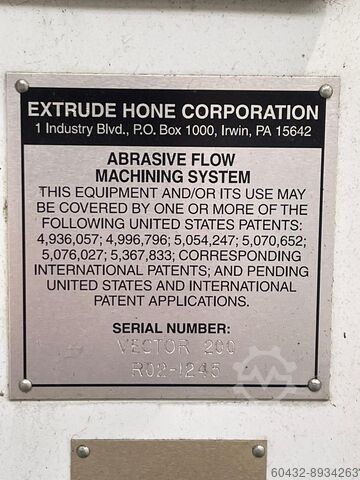 EXTRUDE HONE CORPORATION
1 Industry Blvd., P.O. Box 1000, Irwin, PA 15642
ABRASIVE FLOW
MACHINING SYSTEM
THIS EQUIPMENT AND/OR ITS USE MAY
BE COVERED BY ONE OR MORE OF THE
FOLLOWING UNITED STATES PATENTS:
4,936,057; 4,996,796; 5,054,247; 5,070,652;
5,076,027; 5,367,833; CORRESPONDING
INTERNATIONAL PATENTS; AND PENDING
UNITED STATES AND INTERNATIONAL
PATENT APPLICATIONS.
SERIAL NUMBER:
VECTOR 200
R02-1245
60432-8934263